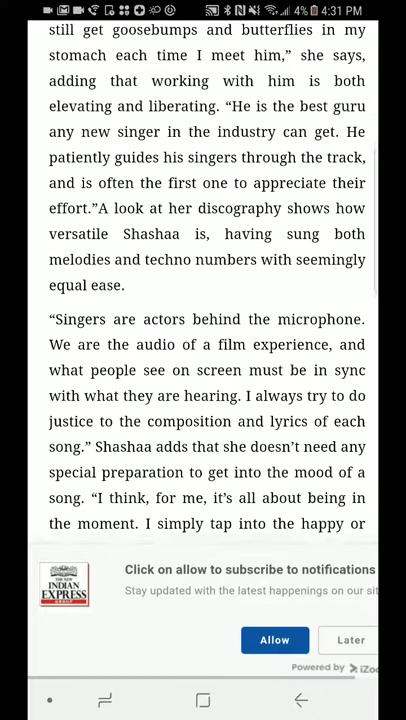 4% 4:31 PM
still get goosebumps and butterflies in my
stomach each time I meet him,” she says,
adding that working with him is both
elevating and liberating. “He is the best guru
any new singer in the industry can get. He
patiently guides his singers through the track,
and is often the first one to appreciate their
effort.”A look at her discography shows how
versatile Shashaa is, having sung both
melodies and techno numbers with seemingly
equal ease.
“Singers are actors behind the microphone.
We are the audio of a film experience, and
what people see on screen must be in sync
with what they are hearing. I always try to do
justice to the composition and lyrics of each
song.” Shashaa adds that she doesn’t need any
special preparation to get into the mood of a
song. “I think, for me, it’s all about being in
the moment. I simply tap into the happy or
THE NEW
INDIAN
EXPRESS
GROUP
Click on allow to subscribe to notifications
Stay updated with the latest happenings on our sit
Allow
Later
Powered by iZoo